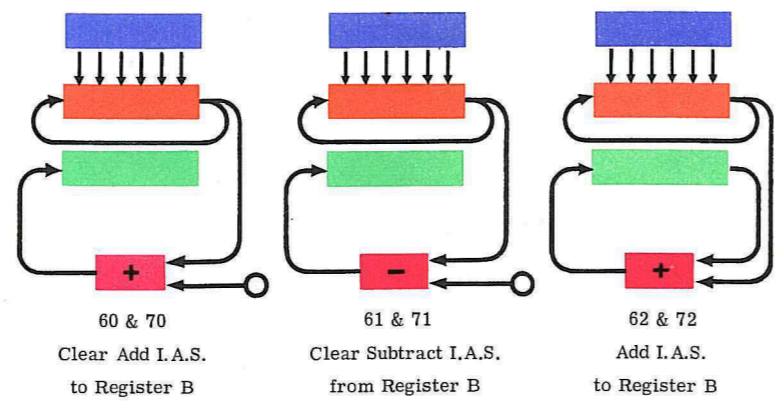 +
−
+
60 & 70
Clear Add I.A.S.
to Register B
61 & 71
Clear Subtract I.A.S.
from Register B
62 & 72
Add I.A.S.
to Register B